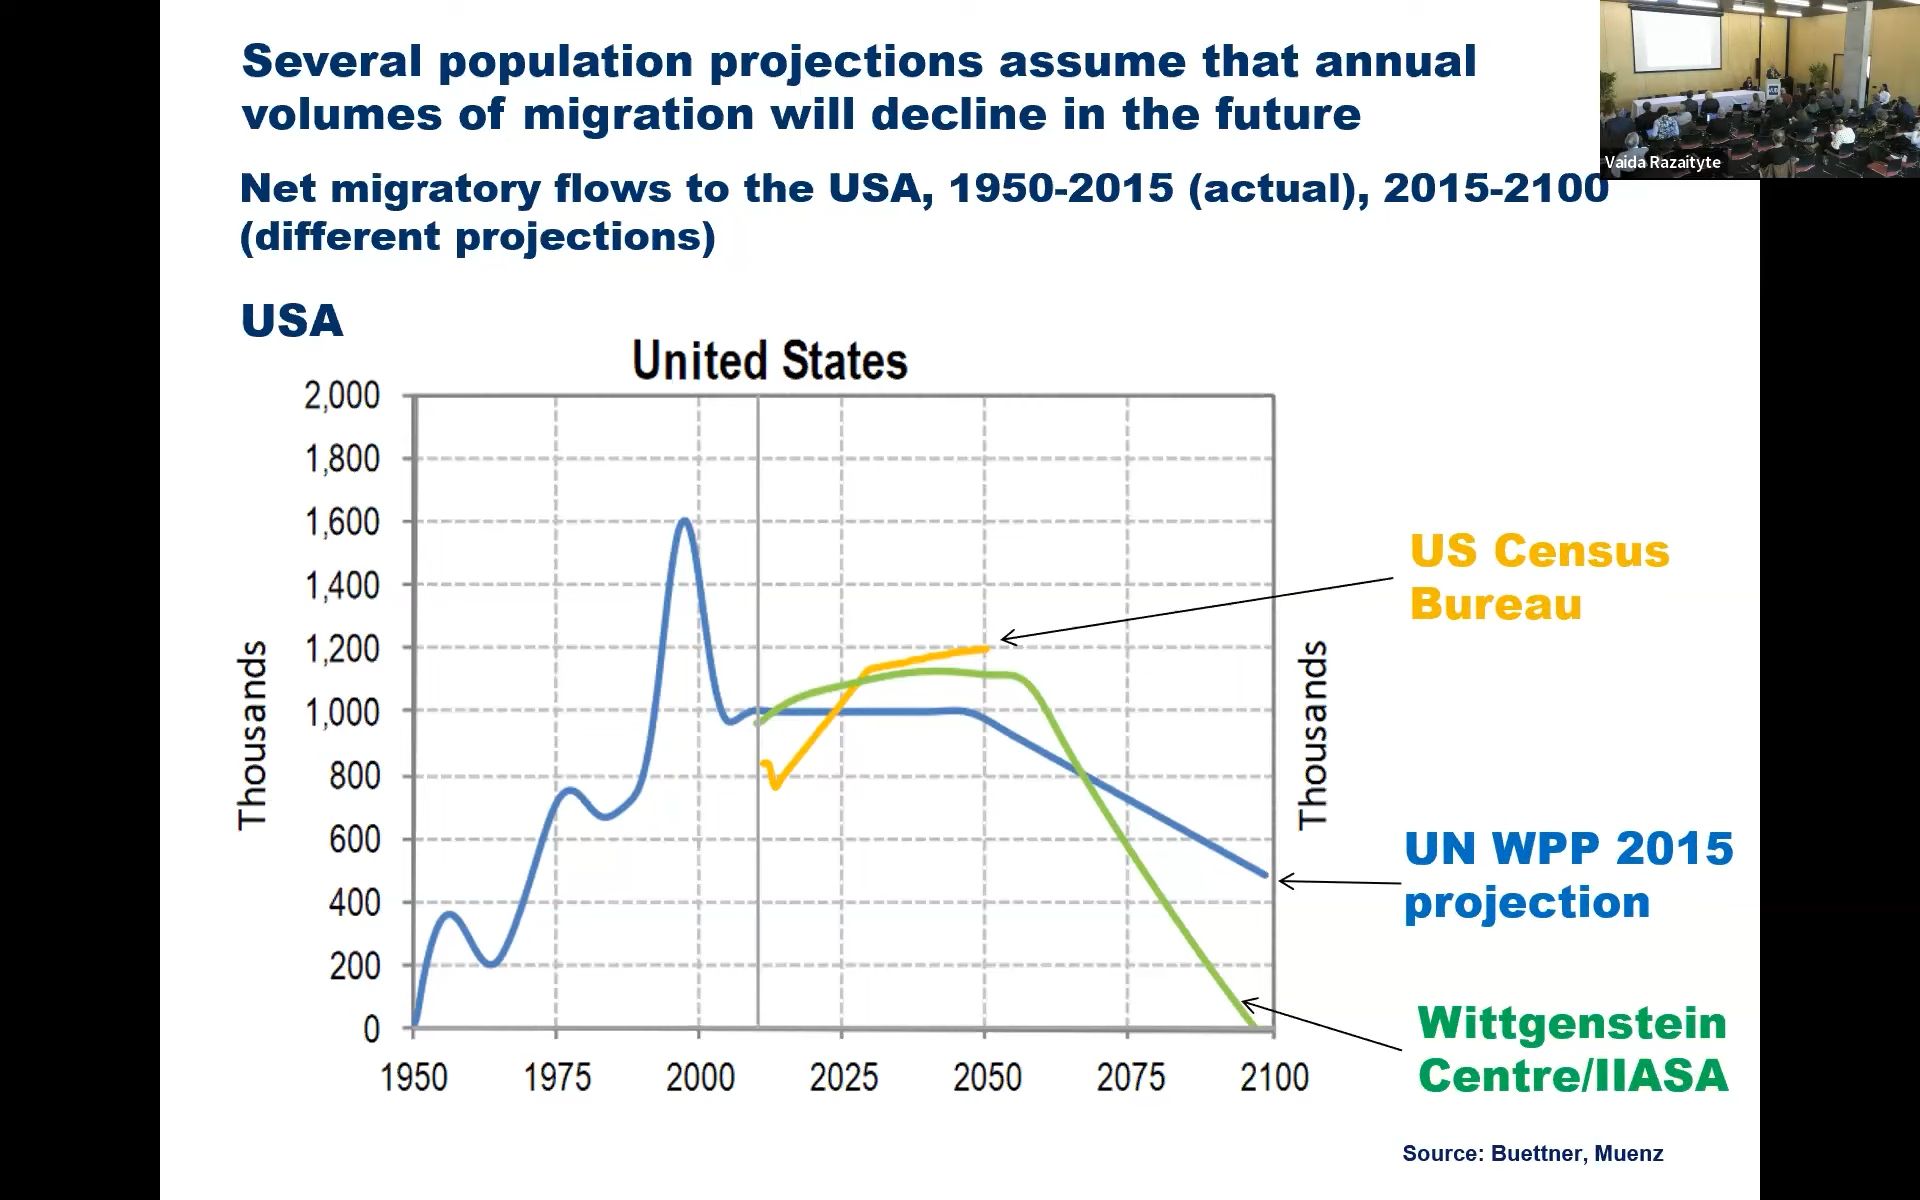 Several population projections assume that annual
volumes of migration will decline in the future
Vaida Razaityte
Net migratory flows to the USA, 1950-2015 (actual), 2015-2100
(different projections)
USA
United States
2,000
1,800
1,600
1,400
1,200
1,000
800
600
400
200
0
Thousands
1950 1975 2000 2025 2050 2075 2100
Thousands
US Census
Bureau
UN WPP 2015
projection
Wittgenstein
Centre/IIASA
Source: Buettner, Muenz